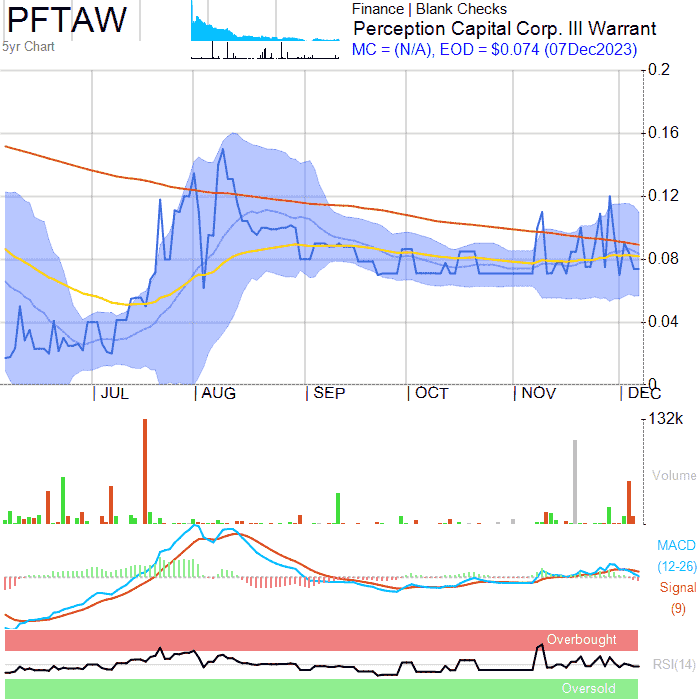 PFTAW
5yr Chart
Finance | Blank Checks
Perception Capital Corp. III Warrant
MC = (N/A), EOD = $0.074 (07Dec2023)
0.2
0.16
0.12
0.08
0.04
0
JUL AUG SEP OCT NOV DEC
132k
Volume
MACD
(12-26)
Signal
(9)
Overbought
RSI(14)
Oversold